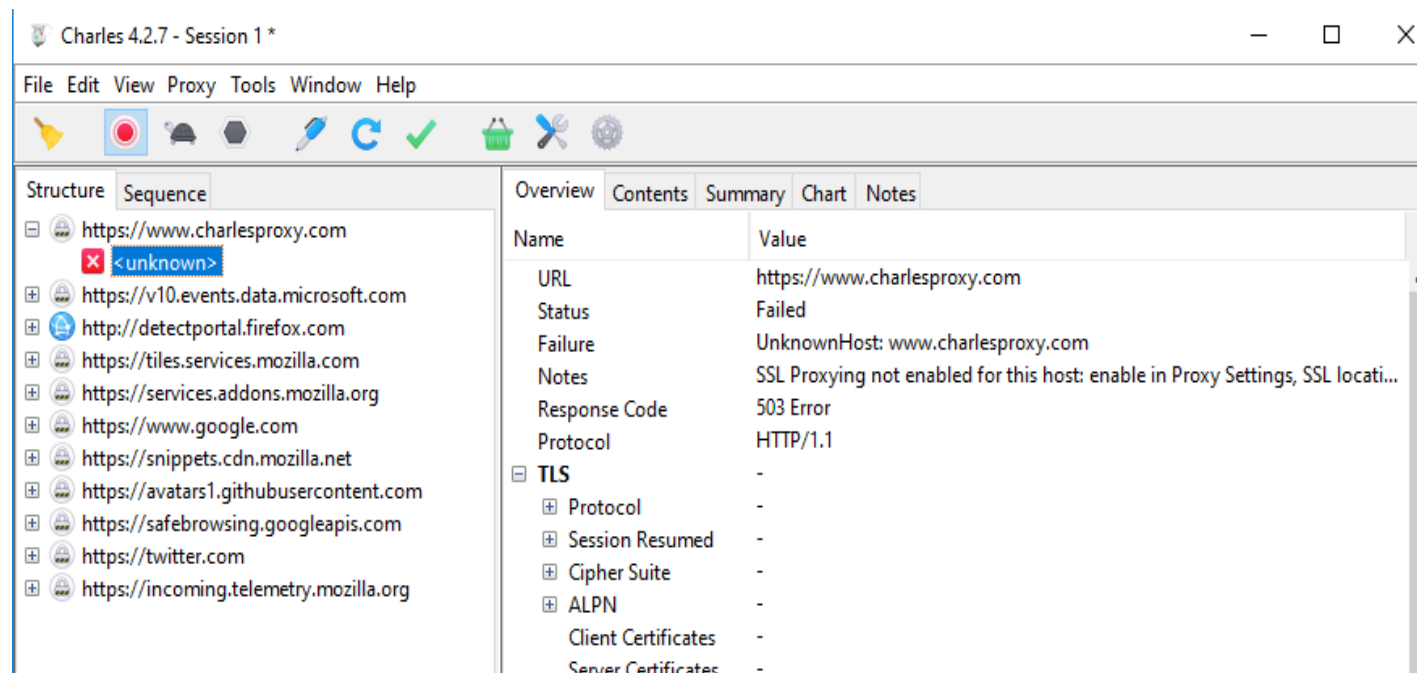 Charles 4.2.7 - Session 1 *
File Edit View Proxy Tools Window Help
Structure Sequence
https://www.charlesproxy.com
<unknown>
https://v10.events.data.microsoft.com
http://detectportal.firefox.com
https://tiles.services.mozilla.com
https://services.addons.mozilla.org
https://www.google.com
https://snippets.cdn.mozilla.net
https://avatars1.githubusercontent.com
https://safebrowsing.googleapis.com
https://twitter.com
https://incoming.telemetry.mozilla.org
Overview Contents Summary Chart Notes
Name Value
URL https://www.charlesproxy.com
Status Failed
Failure UnknownHost: www.charlesproxy.com
Notes SSL Proxying not enabled for this host: enable in Proxy Settings, SSL locati...
Response Code 503 Error
Protocol HTTP/1.1
TLS -
Protocol -
Session Resumed -
Cipher Suite -
ALPN -
Client Certificates -
Server Certificates -